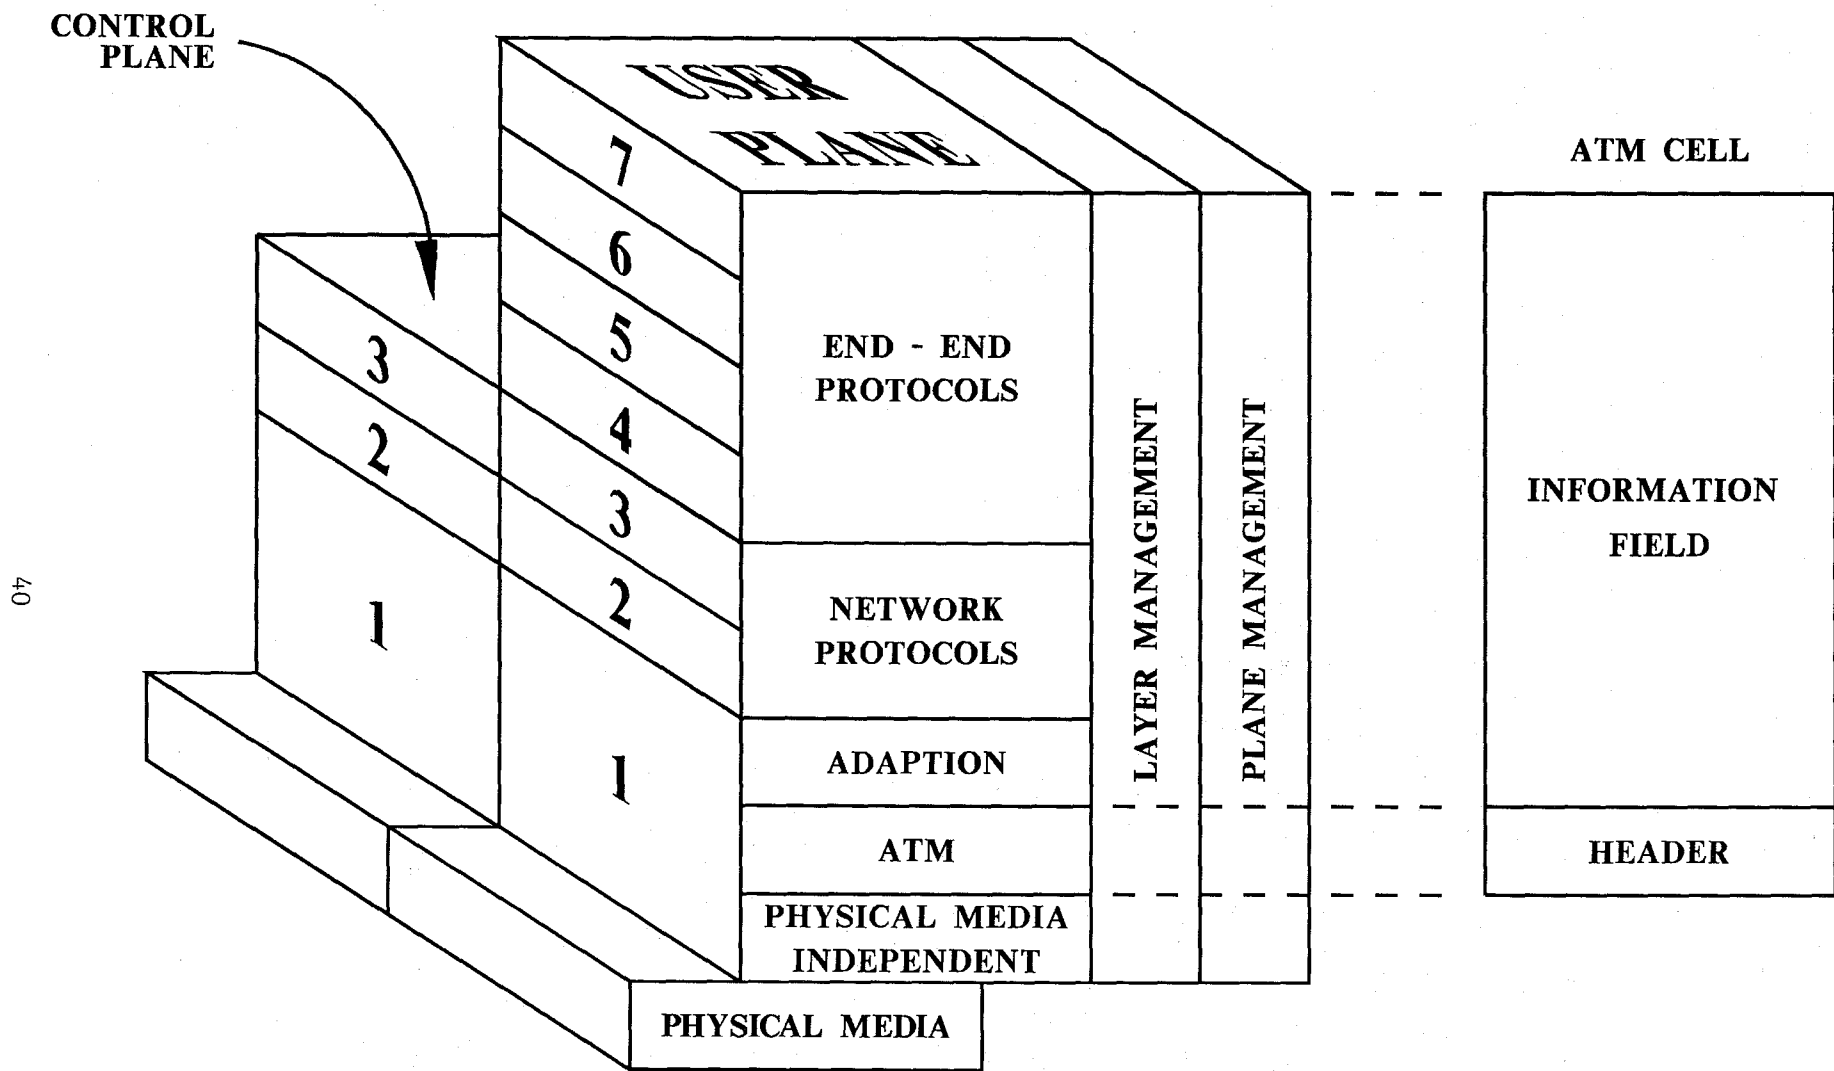 CONTROL
PLANE
USER
PLANE
7
6
5
4
3
2
1
3
2
1
END - END
PROTOCOLS
NETWORK
PROTOCOLS
ADAPTION
ATM
PHYSICAL MEDIA
INDEPENDENT
PHYSICAL MEDIA
LAYER MANAGEMENT
PLANE MANAGEMENT
ATM CELL
INFORMATION
FIELD
HEADER
40